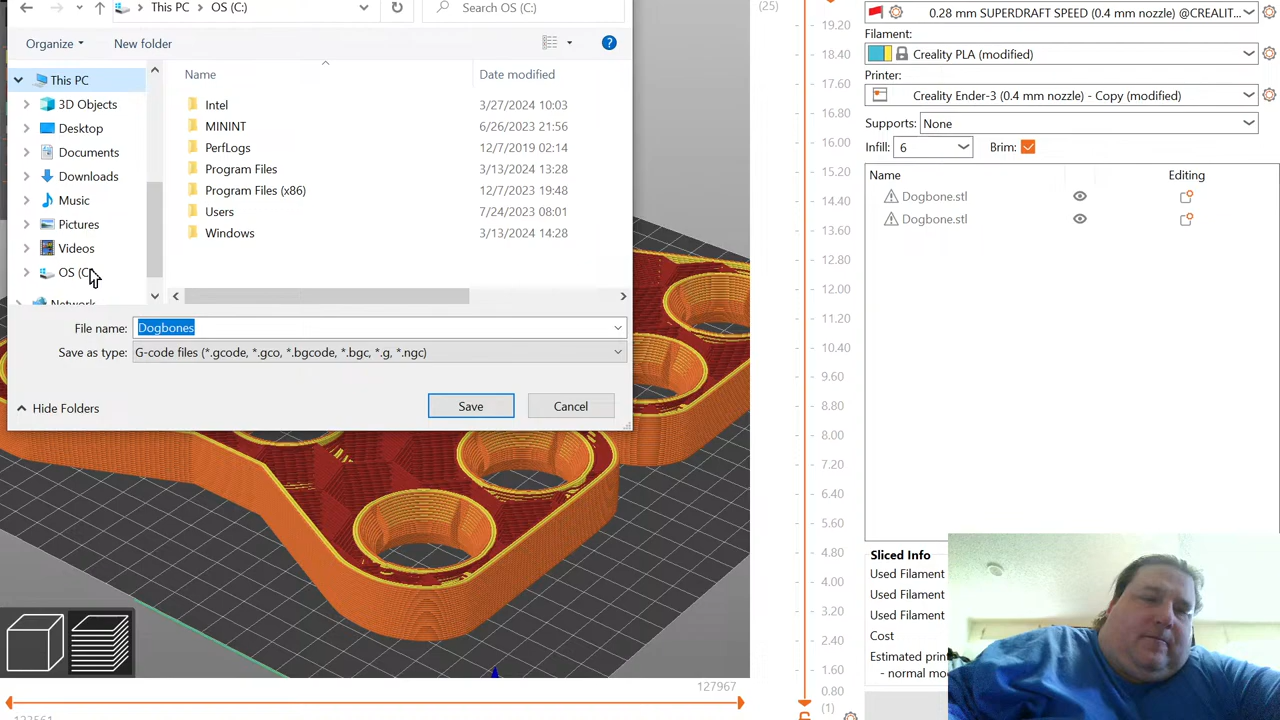 This PC > OS (C:)
Search OS (C:)
Organize
New folder
This PC
3D Objects
Desktop
Documents
Downloads
Music
Pictures
Videos
OS (C:
Network
Name
Date modified
Intel
3/27/2024 10:03
MININT
6/26/2023 21:56
PerfLogs
12/7/2019 02:14
Program Files
3/13/2024 13:28
Program Files (x86)
12/7/2023 19:48
Users
7/24/2023 08:01
Windows
3/13/2024 14:28
File name: Dogbones
Save as type: G-code files (*.gcode, *.gco, *.bgcode, *.bgc, *.g, *.ngc)
Hide Folders
Save
Cancel
127967
123561
(25)
19.20
18.40
17.60
16.80
16.00
15.20
14.40
13.60
12.80
12.00
11.20
10.40
9.60
8.80
8.00
7.20
6.40
5.60
4.80
4.00
3.20
2.40
1.60
0.80
(1)
0.28 mm SUPERDRAFT SPEED (0.4 mm nozzle) @CREALIT...
Filament:
Creality PLA (modified)
Printer:
Creality Ender-3 (0.4 mm nozzle) - Copy (modified)
Supports: None
Infill: 6
Brim:
Name
Editing
Dogbone.stl
Dogbone.stl
Sliced Info
Used Filament
Used Filament
Used Filament
Cost
Estimated prin
- normal mo